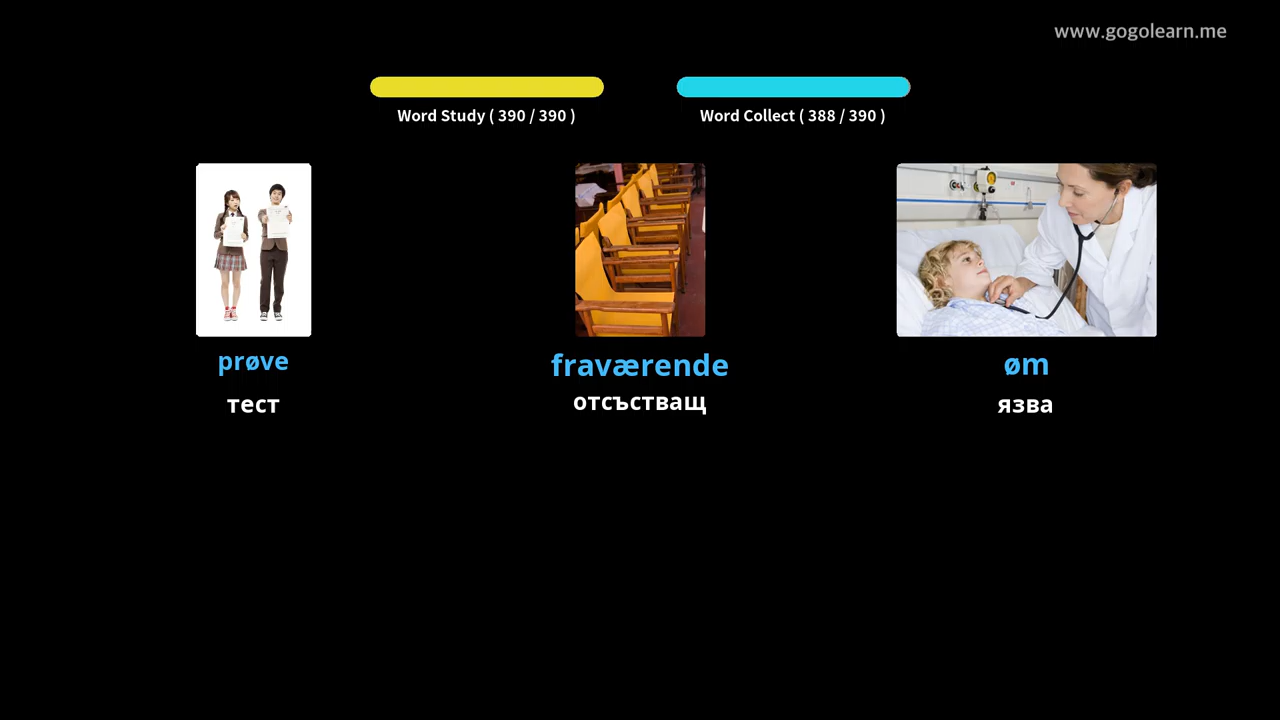 www.gogolearn.me
Word Study ( 390 / 390 )
Word Collect ( 388 / 390 )
prøve
fraværende
øm
тест
отсъстващ
язва